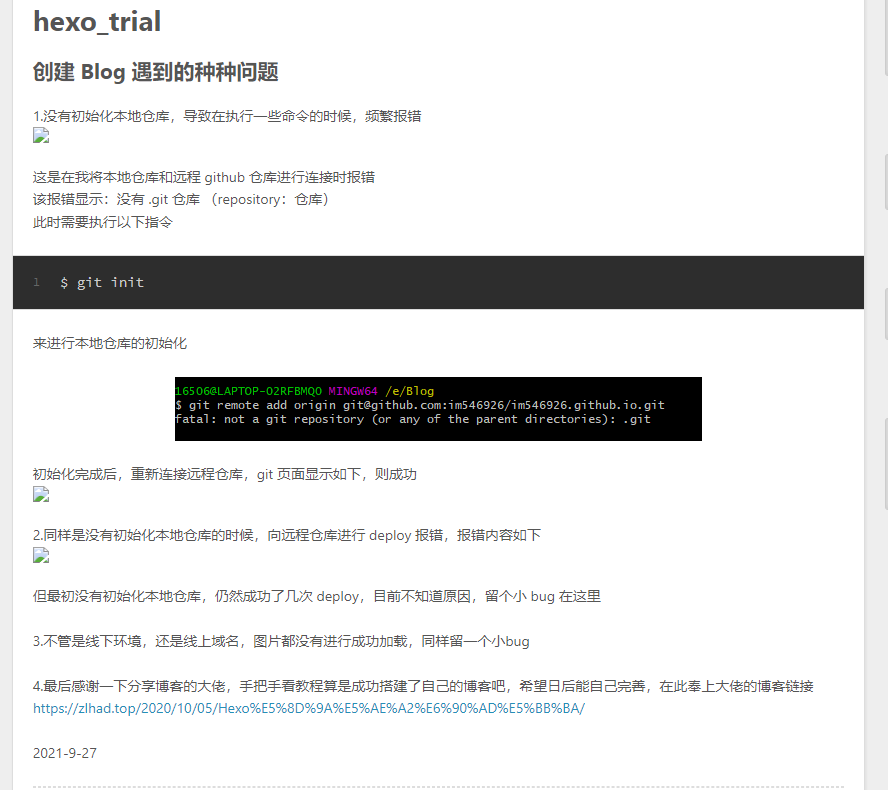 hexo_trial
创建 Blog 遇到的种种问题
1.没有初始化本地仓库，导致在执行一些命令的时候，频繁报错
这是在我将本地仓库和远程 github 仓库进行连接时报错
该报错显示：没有 .git 仓库 （repository：仓库）
此时需要执行以下指令
1 $ git init
来进行本地仓库的初始化
16506@LAPTOP-O2RFBMQO MINGW64 /e/Blog
$ git remote add origin git@github.com:im546926/im546926.github.io.git
fatal: not a git repository (or any of the parent directories): .git
初始化完成后，重新连接远程仓库，git 页面显示如下，则成功
2.同样是没有初始化本地仓库的时候，向远程仓库进行 deploy 报错，报错内容如下
但最初没有初始化本地仓库，仍然成功了几次 deploy，目前不知道原因，留个小 bug 在这里
3.不管是线下环境，还是线上域名，图片都没有进行成功加载，同样留一个小bug
4.最后感谢一下分享博客的大佬，手把手看教程算是成功搭建了自己的博客吧，希望日后能自己完善，在此奉上大佬的博客链接
https://zlhad.top/2020/10/05/Hexo%E5%8D%9A%E5%AE%A2%E6%90%AD%E5%BB%BA/
2021-9-27